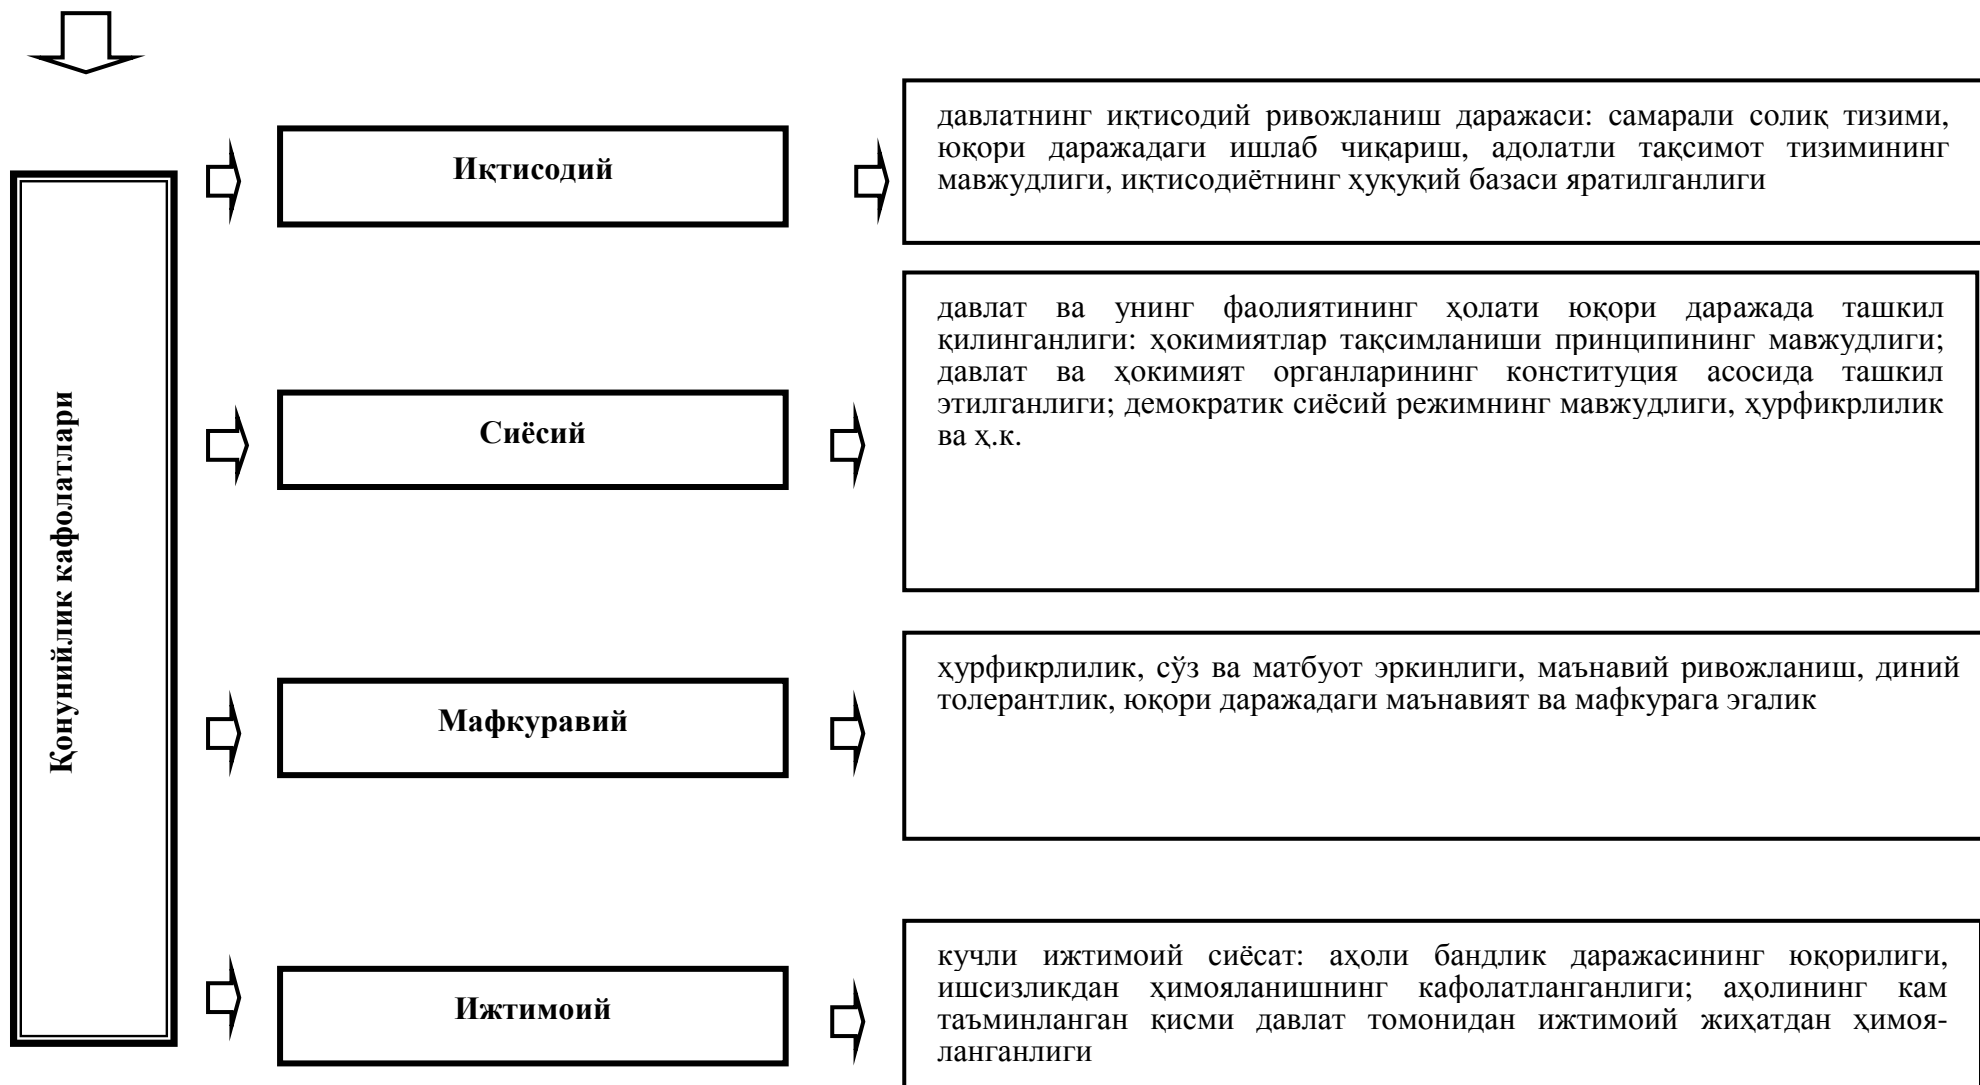 Қонунийлик кафолатлари
Иқтисодий
давлатнинг иқтисодий ривожланиш даражаси: самарали солиқ тизими,
юқори даражадаги ишлаб чиқариш, адолатли тақсимот тизимининг
мавжудлиги, иқтисодиётнинг ҳуқуқий базаси яратилганлиги
Сиёсий
давлат ва унинг фаолиятининг ҳолати юқори даражада ташкил
қилинганлиги: ҳокимиятлар тақсимланиши принципининг мавжудлиги;
давлат ва ҳокимият органларининг конституция асосида ташкил
этилганлиги; демократик сиёсий режимнинг мавжудлиги, ҳурфикрлилик
ва ҳ.к.
Мафкуравий
ҳурфикрлилик, сўз ва матбуот эркинлиги, маънавий ривожланиш, диний
толерантлик, юқори даражадаги маънавият ва мафкурага эгалик
Ижтимоий
кучли ижтимоий сиёсат: аҳоли бандлик даражасининг юқорилиги,
ишсизликдан ҳимояланишнинг кафолатланганлиги; аҳолининг кам
таъминланган қисми давлат томонидан ижтимоий жиҳатдан ҳимоя-
ланганлиги